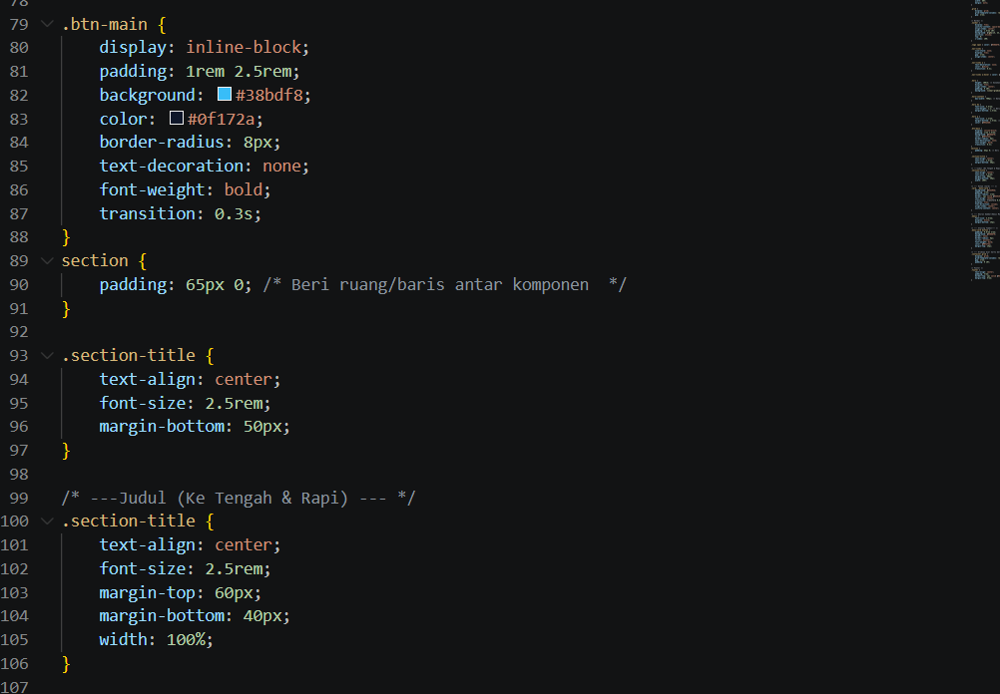 78
79 .btn-main {
80 display: inline-block;
81 padding: 1rem 2.5rem;
82 background: #38bdf8;
83 color: #0f172a;
84 border-radius: 8px;
85 text-decoration: none;
86 font-weight: bold;
87 transition: 0.3s;
88 }
89 section {
90 padding: 65px 0; /* Beri ruang/baris antar komponen  */
91 }
92
93 .section-title {
94 text-align: center;
95 font-size: 2.5rem;
96 margin-bottom: 50px;
97 }
98
99 /* ---Judul (Ke Tengah & Rapi) --- */
100 .section-title {
101 text-align: center;
102 font-size: 2.5rem;
103 margin-top: 60px;
104 margin-bottom: 40px;
105 width: 100%;
106 }
107